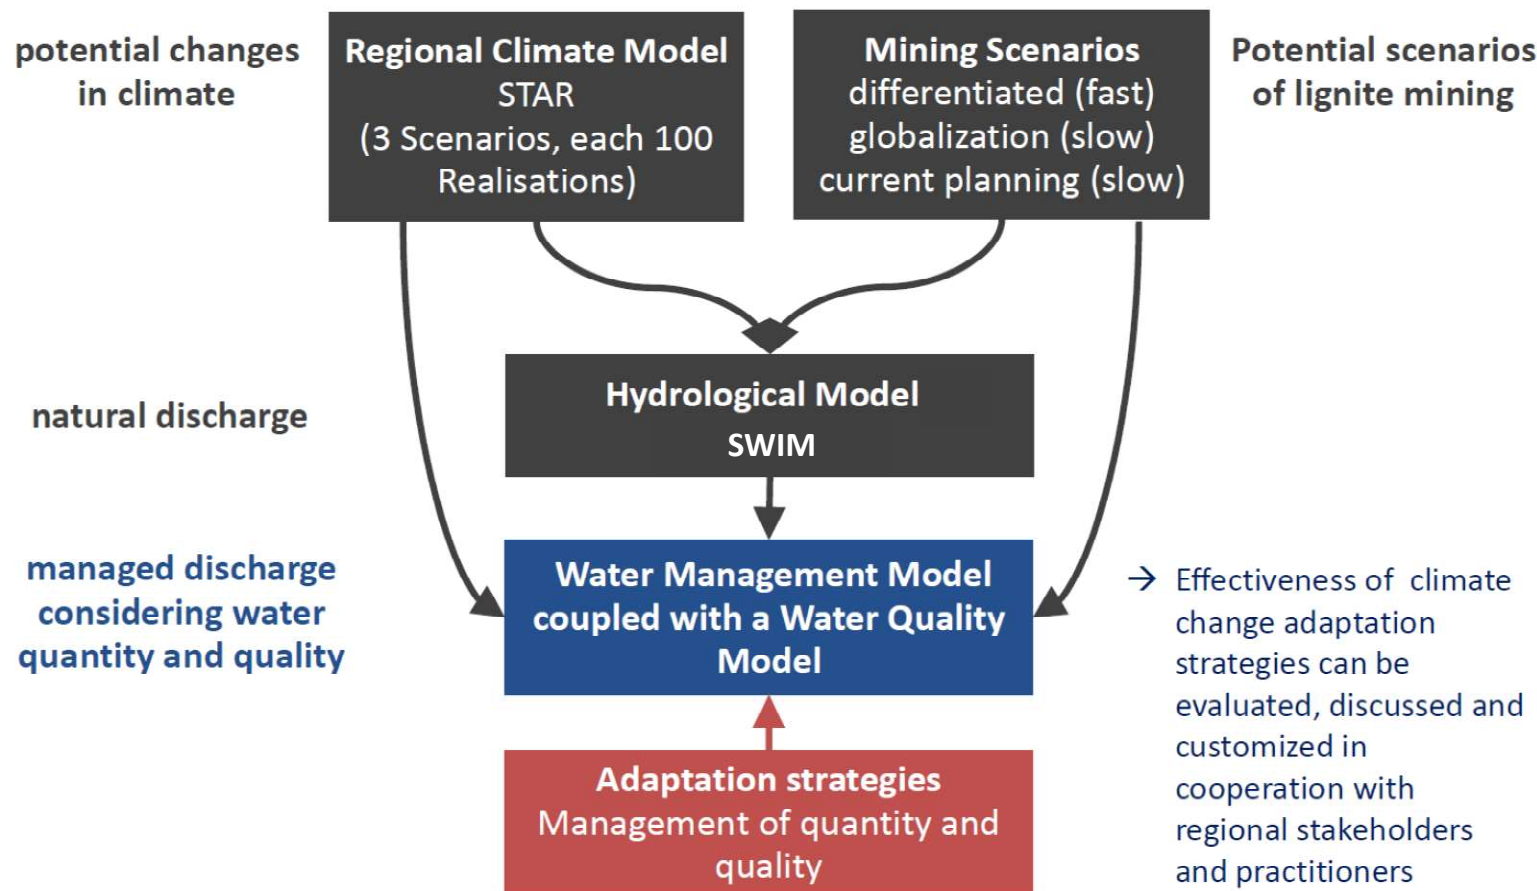 potential changes
in climate
Regional Climate Model
STAR
(3 Scenarios, each 100
Realisations)
Mining Scenarios
differentiated (fast)
globalization (slow)
current planning (slow)
Potential scenarios
of lignite mining
natural discharge
Hydrological Model
SWIM
managed discharge
considering water
quantity and quality
Water Management Model
coupled with a Water Quality
Model
Adaptation strategies
Management of quantity and
quality
→ Effectiveness of climate
change adaptation
strategies can be
evaluated, discussed and
customized in
cooperation with
regional stakeholders
and practitioners